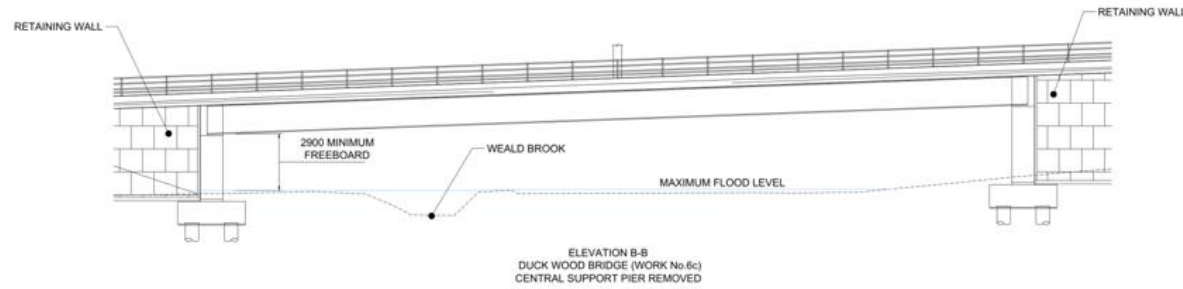 RETAINING WALL
RETAINING WALL
2900 MINIMUM
FREEBOARD
WEALD BROOK
MAXIMUM FLOOD LEVEL
ELEVATION B-B
DUCK WOOD BRIDGE (WORK No.6c)
CENTRAL SUPPORT PIER REMOVED